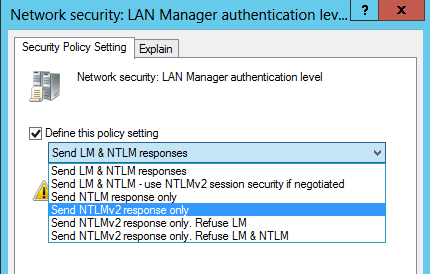 Network security: LAN Manager authentication lev...
?
x
Security Policy Setting
Explain
Network security: LAN Manager authentication level
Define this policy setting
Send LM & NTLM responses
Send LM & NTLM responses
Send LM & NTLM - use NTLMv2 session security if negotiated
Send NTLM response only
Send NTLMv2 response only
Send NTLMv2 response only. Refuse LM
Send NTLMv2 response only. Refuse LM & NTLM